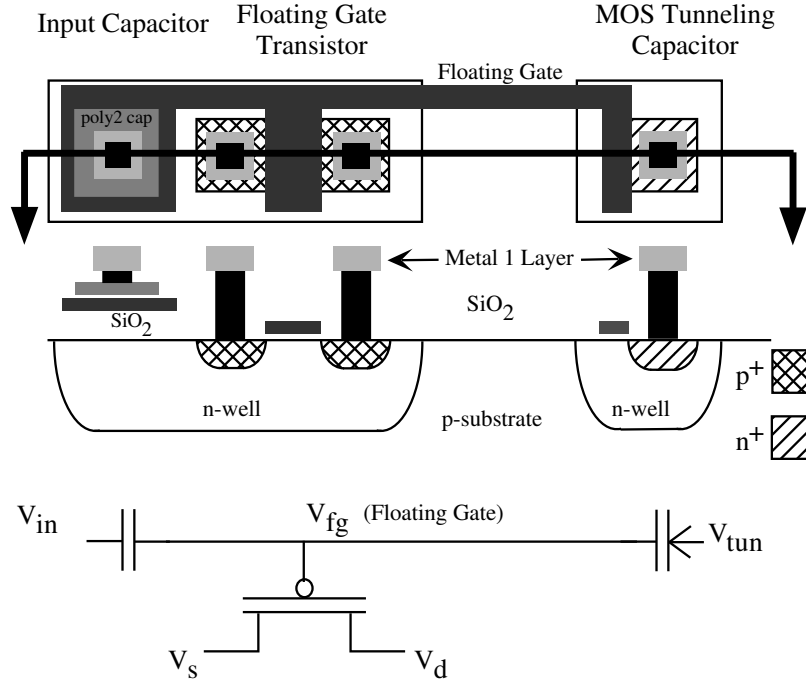 Input Capacitor
Floating Gate
Transistor
MOS Tunneling
Capacitor
Floating Gate
poly2 cap
Metal 1 Layer
SiO2
SiO2
n-well
p-substrate
n-well
p+
n+
Vin
Vfg (Floating Gate)
Vtun
Vs
Vd